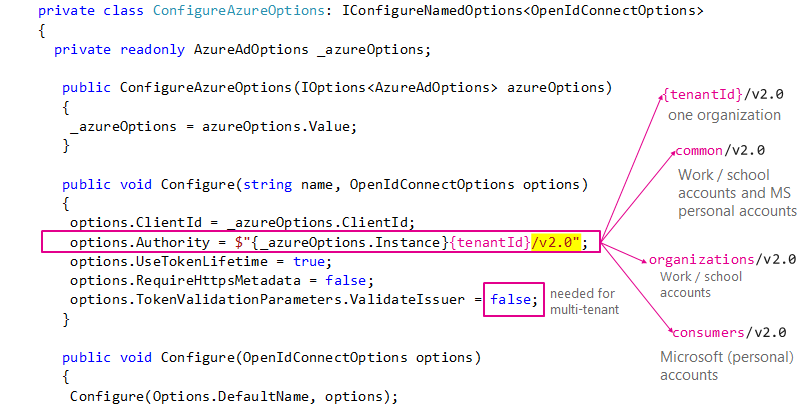 private class ConfigureAzureOptions: IConfigureNamedOptions<OpenIdConnectOptions>
{
private readonly AzureAdOptions _azureOptions;
public ConfigureAzureOptions(IOptions<AzureAdOptions> azureOptions)
{
_azureOptions = azureOptions.Value;
}
public void Configure(string name, OpenIdConnectOptions options)
{
options.ClientId = _azureOptions.ClientId;
options.Authority = $"{_azureOptions.Instance}{tenantId}/v2.0";
options.UseTokenLifetime = true;
options.RequireHttpsMetadata = false;
options.TokenValidationParameters.ValidateIssuer = false;
}
public void Configure(OpenIdConnectOptions options)
{
Configure(Options.DefaultName, options);
needed for
multi-tenant
{tenantId}/v2.0
one organization
common/v2.0
Work / school
accounts and MS
personal accounts
organizations/v2.0
Work / school
accounts
consumers/v2.0
Microsoft (personal)
accounts